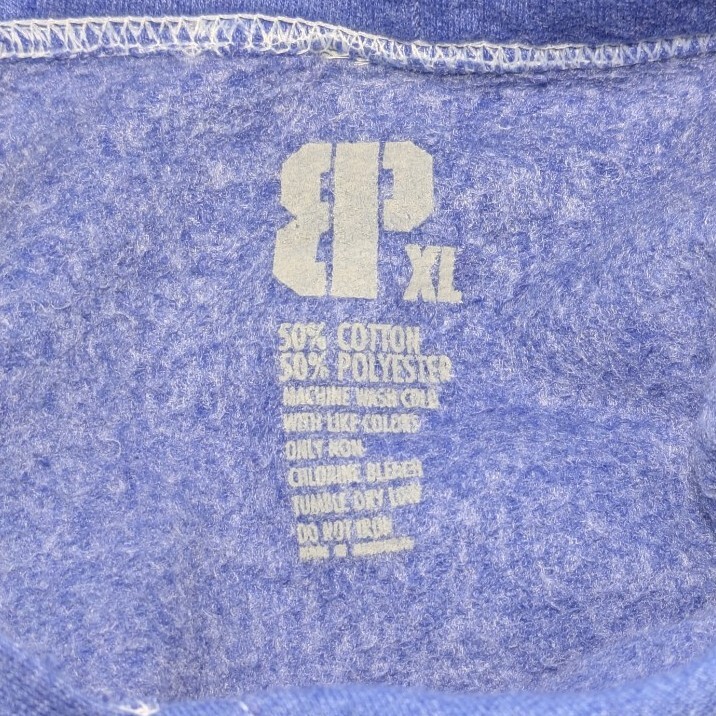 BP XL
50% COTTON
50% POLYESTER
MACHINE WASH COLD
WITH LIKE COLORS
ONLY NON-
CHLORINE BLEACH
TUMBLE DRY LOW
DO NOT IRON